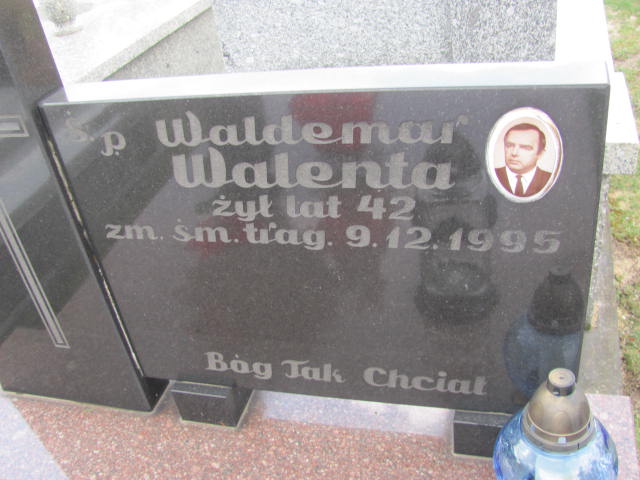 ś.p. Waldemar
Walenta
żył lat 42
zm. śm. trag. 9.12.1995
Bóg Tak Chciał